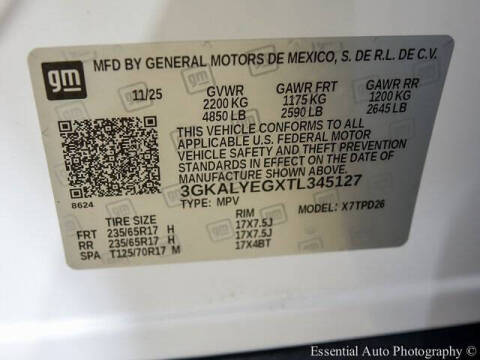 gm
MFD BY GENERAL MOTORS DE MEXICO, S. DE R.L. DE C.V.
11/25 GVWR GAWR FRT GAWR RR
2200 KG 1175 KG 1200 KG
4850 LB 2590 LB 2645 LB
THIS VEHICLE CONFORMS TO ALL
APPLICABLE U.S. FEDERAL MOTOR
VEHICLE SAFETY AND THEFT PREVENTION
STANDARDS IN EFFECT ON THE DATE OF
MANUFACTURE SHOWN ABOVE.
3GKALYEGXTL345127
8624 TYPE: MPV MODEL: X7TPD26
TIRE SIZE RIM
FRT 235/65R17 H 17X7.5J
RR 235/65R17 H 17X7.5J
SPA T125/70R17 M 17X4BT
Essential Auto Photography ©